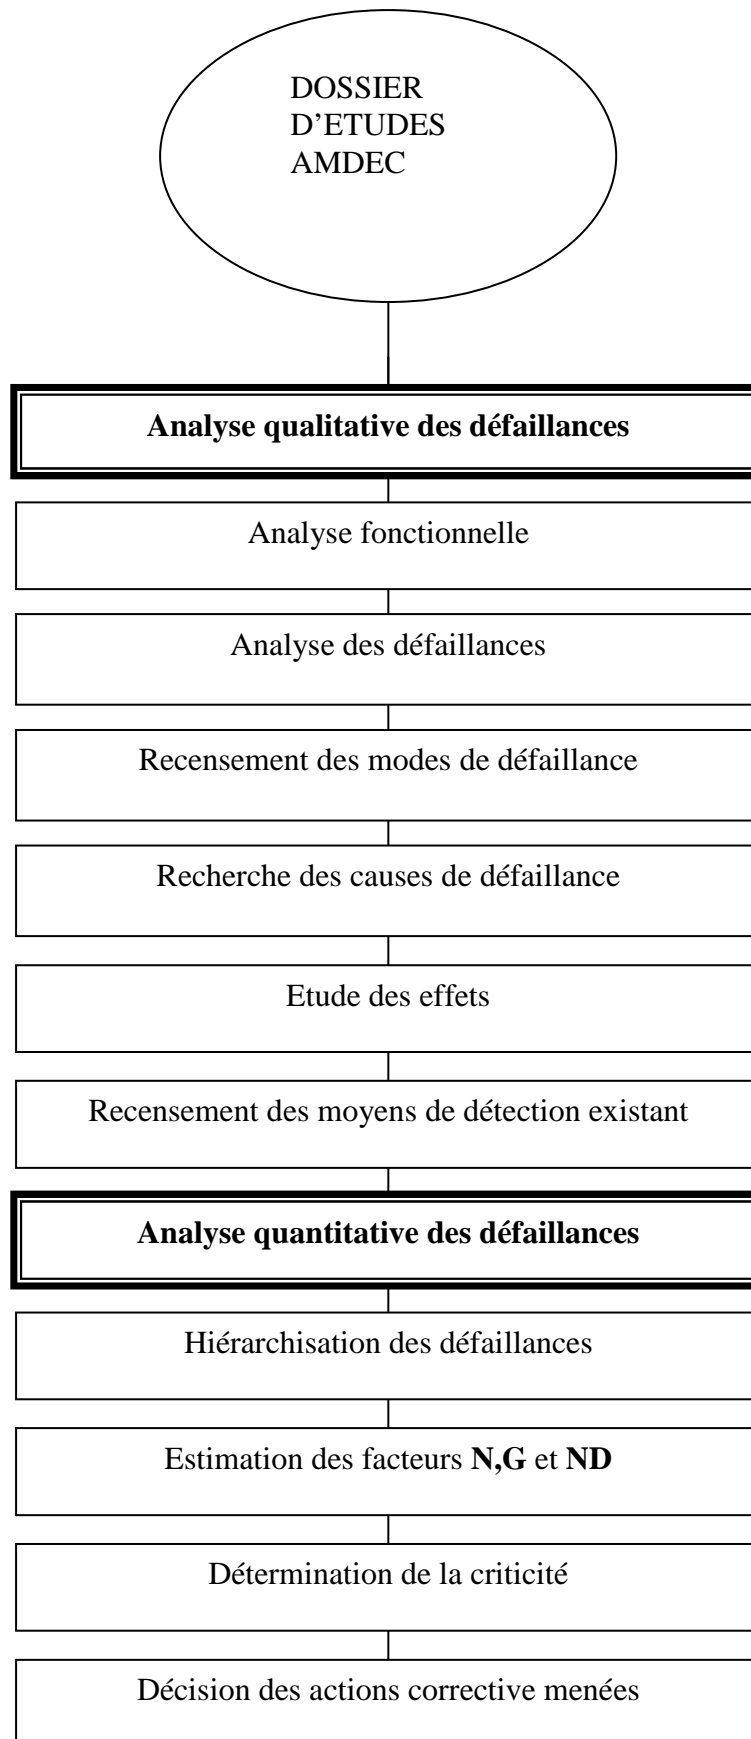 DOSSIER
D’ETUDES
AMDEC
Analyse qualitative des défaillances
Analyse fonctionnelle
Analyse des défaillances
Recensement des modes de défaillance
Recherche des causes de défaillance
Etude des effets
Recensement des moyens de détection existant
Analyse quantitative des défaillances
Hiérarchisation des défaillances
Estimation des facteurs N,G et ND
Détermination de la criticité
Décision des actions corrective menées